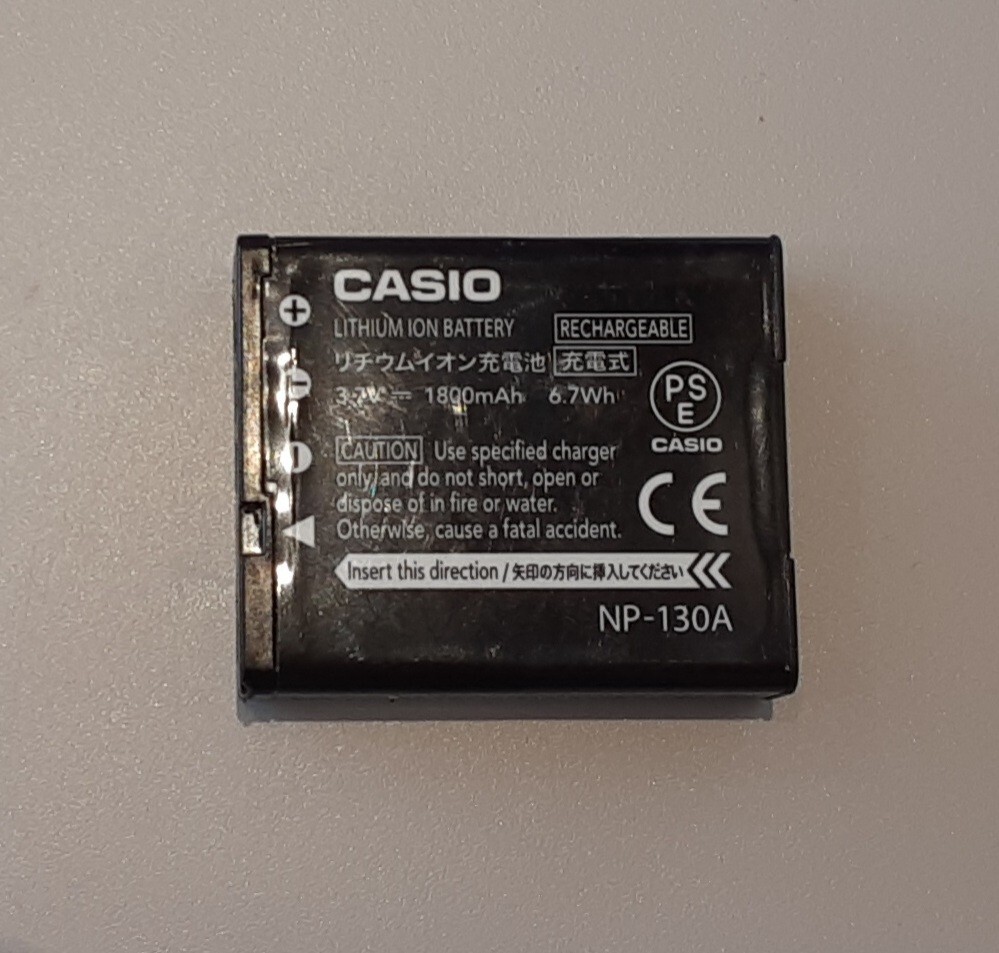 CASIO
LITHIUM ION BATTERY RECHARGEABLE
リチウムイオン充電池 充電式
3.7V⎓ 1800mAh 6.7Wh
PS
E
CASIO
CAUTION Use specified charger
only, and do not short, open or
dispose of in fire or water.
Otherwise, cause a fatal accident.
CE
Insert this direction / 矢印の方向に挿入してください
NP-130A